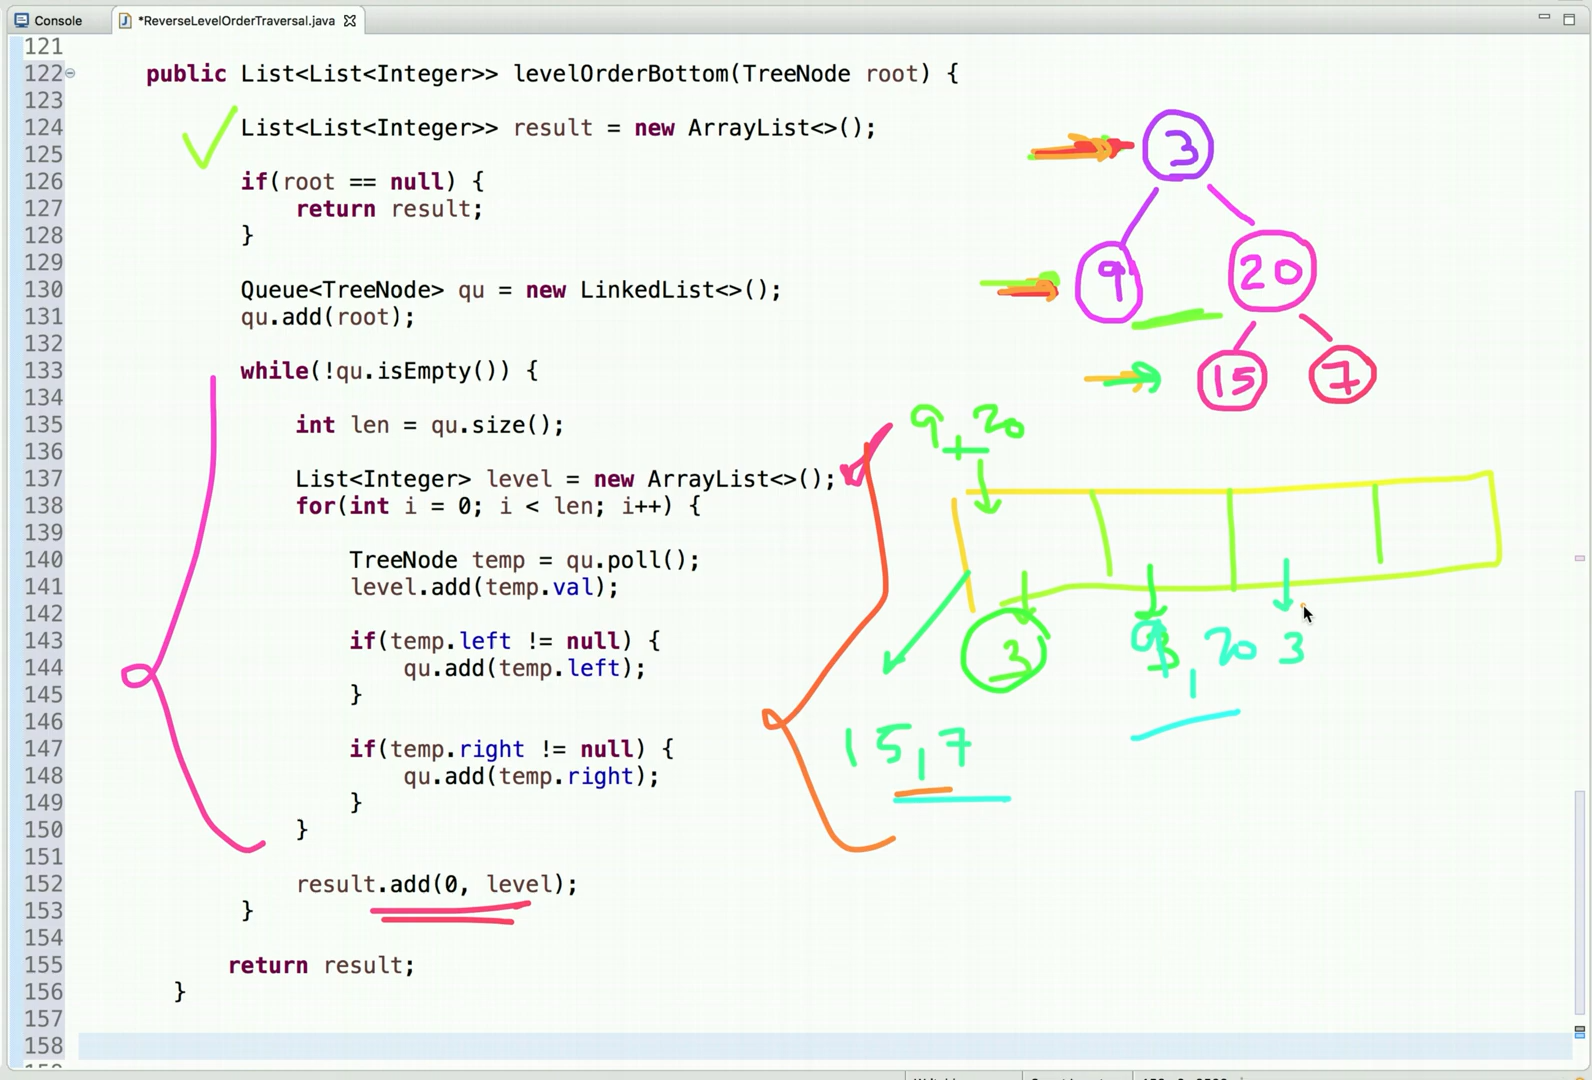 Console
*ReverseLevelOrderTraversal.java
121
122 public List<List<Integer>> levelOrderBottom(TreeNode root) {
123
124 List<List<Integer>> result = new ArrayList<>();
125
126 if(root == null) {
127 return result;
128 }
129
130 Queue<TreeNode> qu = new LinkedList<>();
131 qu.add(root);
132
133 while(!qu.isEmpty()) {
134
135 int len = qu.size();
136
137 List<Integer> level = new ArrayList<>();
138 for(int i = 0; i < len; i++) {
139
140 TreeNode temp = qu.poll();
141 level.add(temp.val);
142
143 if(temp.left != null) {
144 qu.add(temp.left);
145 }
146
147 if(temp.right != null) {
148 qu.add(temp.right);
149 }
150 }
151
152 result.add(0, level);
153 }
154
155 return result;
156 }
157
158
3
9
20
15
7
9, 20
3
9, 20
3
15, 7